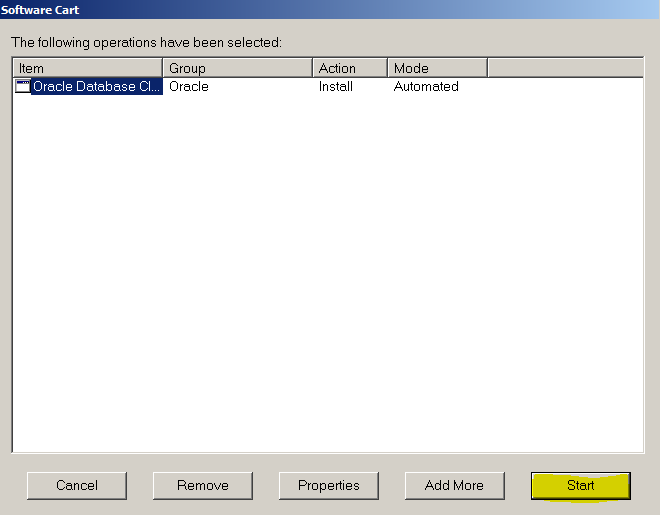 Software Cart
The following operations have been selected:
Item Group Action Mode
Oracle Database Cl... Oracle Install Automated
Cancel Remove Properties Add More Start